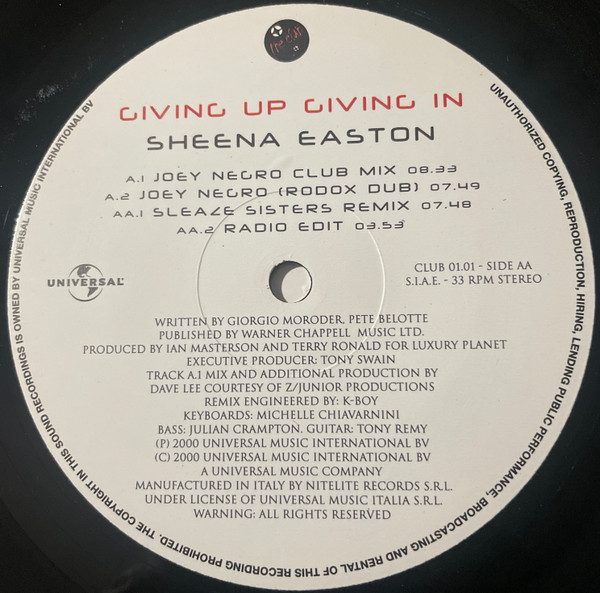 GIVING UP GIVING IN
SHEENA EASTON
A.1 JOEY NEGRO CLUB MIX 08.33
A.2 JOEY NEGRO (RODOX DUB) 07.49
AA.1 SLEAZE SISTERS REMIX 07.48
AA.2 RADIO EDIT 03.53
UNIVERSAL
CLUB 01.01 - SIDE AA
S.I.A.E. - 33 RPM STEREO
WRITTEN BY GIORGIO MORODER, PETE BELOTTE
PUBLISHED BY WARNER CHAPPELL MUSIC LTD.
PRODUCED BY IAN MASTERSON AND TERRY RONALD FOR LUXURY PLANET
EXECUTIVE PRODUCER: TONY SWAIN
TRACK A.1 MIX AND ADDITIONAL PRODUCTION BY
DAVE LEE COURTESY OF Z/JUNIOR PRODUCTIONS
REMIX ENGINEERED BY: K-BOY
KEYBOARDS: MICHELLE CHIAVARNINI
BASS: JULIAN CRAMPTON. GUITAR: TONY REMY
(P) 2000 UNIVERSAL MUSIC INTERNATIONAL BV
(C) 2000 UNIVERSAL MUSIC INTERNATIONAL BV
A UNIVERSAL MUSIC COMPANY
MANUFACTURED IN ITALY BY NITELITE RECORDS S.R.L.
UNDER LICENSE OF UNIVERSAL MUSIC ITALIA S.R.L.
WARNING: ALL RIGHTS RESERVED
UNAUTHORIZED COPYING, REPRODUCTION, HIRING, LENDING PUBLIC PERFORMANCE, BROADCASTING AND RENTAL OF THIS RECORDING PROHIBITED. THE COPYRIGHT IN THIS SOUND RECORDINGS IS OWNED BY UNIVERSAL MUSIC INTERNATIONAL BV